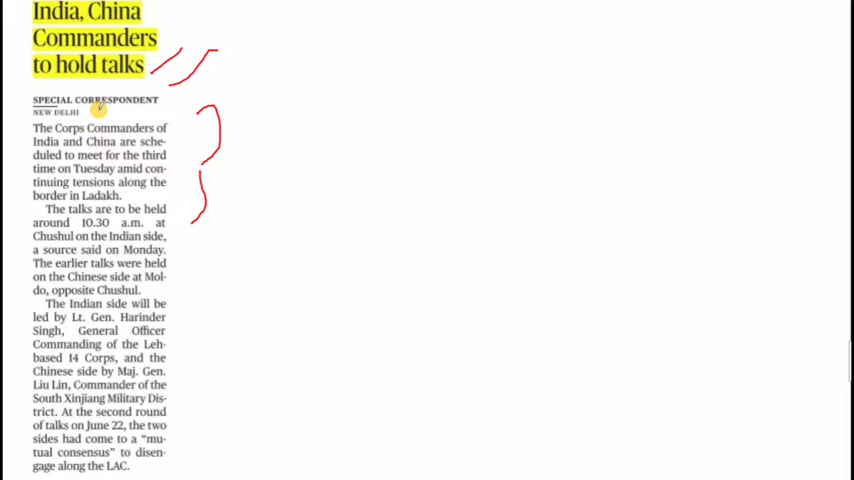 India, China
Commanders
to hold talks
SPECIAL CORRESPONDENT
NEW DELHI
The Corps Commanders of
India and China are sche-
duled to meet for the third
time on Tuesday amid con-
tinuing tensions along the
border in Ladakh.
The talks are to be held
around 10.30 a.m. at
Chushul on the Indian side,
a source said on Monday.
The earlier talks were held
on the Chinese side at Mol-
do, opposite Chushul.
The Indian side will be
led by Lt. Gen. Harinder
Singh, General Officer
Commanding of the Leh-
based 14 Corps, and the
Chinese side by Maj. Gen.
Liu Lin, Commander of the
South Xinjiang Military Dis-
trict. At the second round
of talks on June 22, the two
sides had come to a “mu-
tual consensus” to disen-
gage along the LAC.